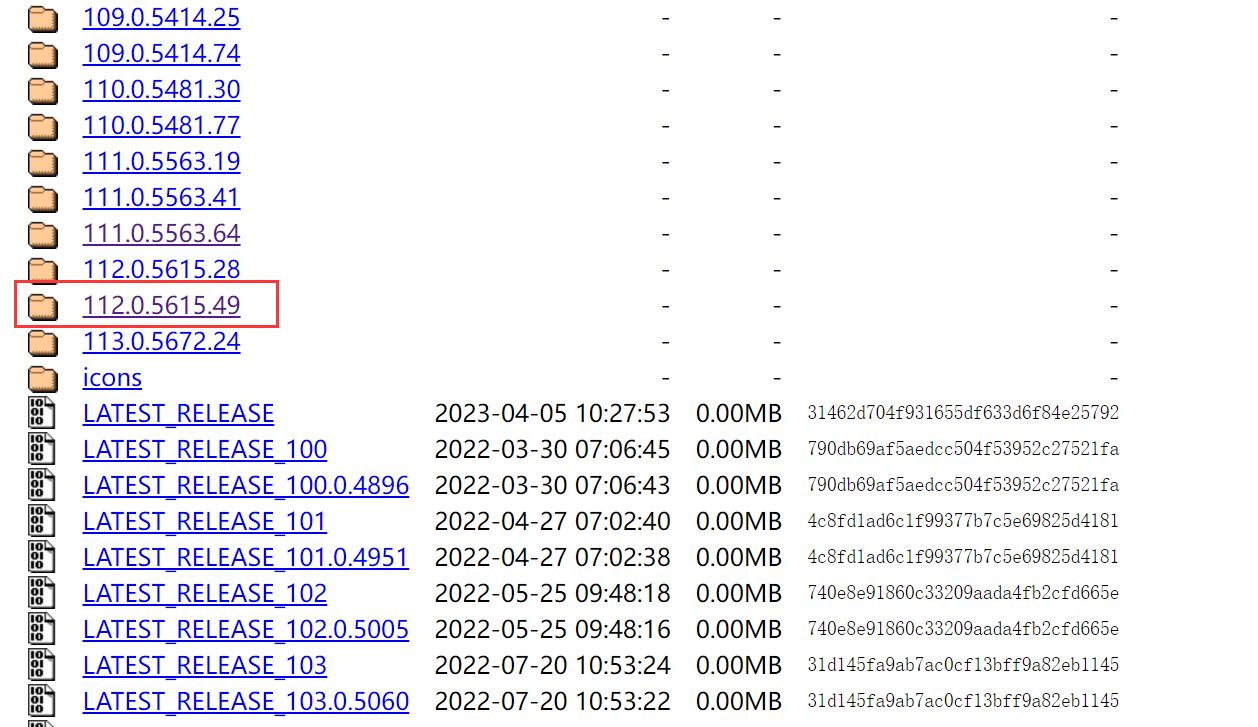 109.0.5414.25 - - -
109.0.5414.74 - - -
110.0.5481.30 - - -
110.0.5481.77 - - -
111.0.5563.19 - - -
111.0.5563.41 - - -
111.0.5563.64 - - -
112.0.5615.28 - - -
112.0.5615.49 - - -
113.0.5672.24 - - -
icons - - -
LATEST_RELEASE 2023-04-05 10:27:53 0.00MB 31462d704f931655df633d6f84e25792
LATEST_RELEASE_100 2022-03-30 07:06:45 0.00MB 790db69af5aedcc504f53952c27521fa
LATEST_RELEASE_100.0.4896 2022-03-30 07:06:43 0.00MB 790db69af5aedcc504f53952c27521fa
LATEST_RELEASE_101 2022-04-27 07:02:40 0.00MB 4c8fd1ad6c1f99377b7c5e69825d4181
LATEST_RELEASE_101.0.4951 2022-04-27 07:02:38 0.00MB 4c8fd1ad6c1f99377b7c5e69825d4181
LATEST_RELEASE_102 2022-05-25 09:48:18 0.00MB 740e8e91860c33209aada4fb2cfd665e
LATEST_RELEASE_102.0.5005 2022-05-25 09:48:16 0.00MB 740e8e91860c33209aada4fb2cfd665e
LATEST_RELEASE_103 2022-07-20 10:53:24 0.00MB 31d145fa9ab7ac0cf13bff9a82eb1145
LATEST_RELEASE_103.0.5060 2022-07-20 10:53:22 0.00MB 31d145fa9ab7ac0cf13bff9a82eb1145